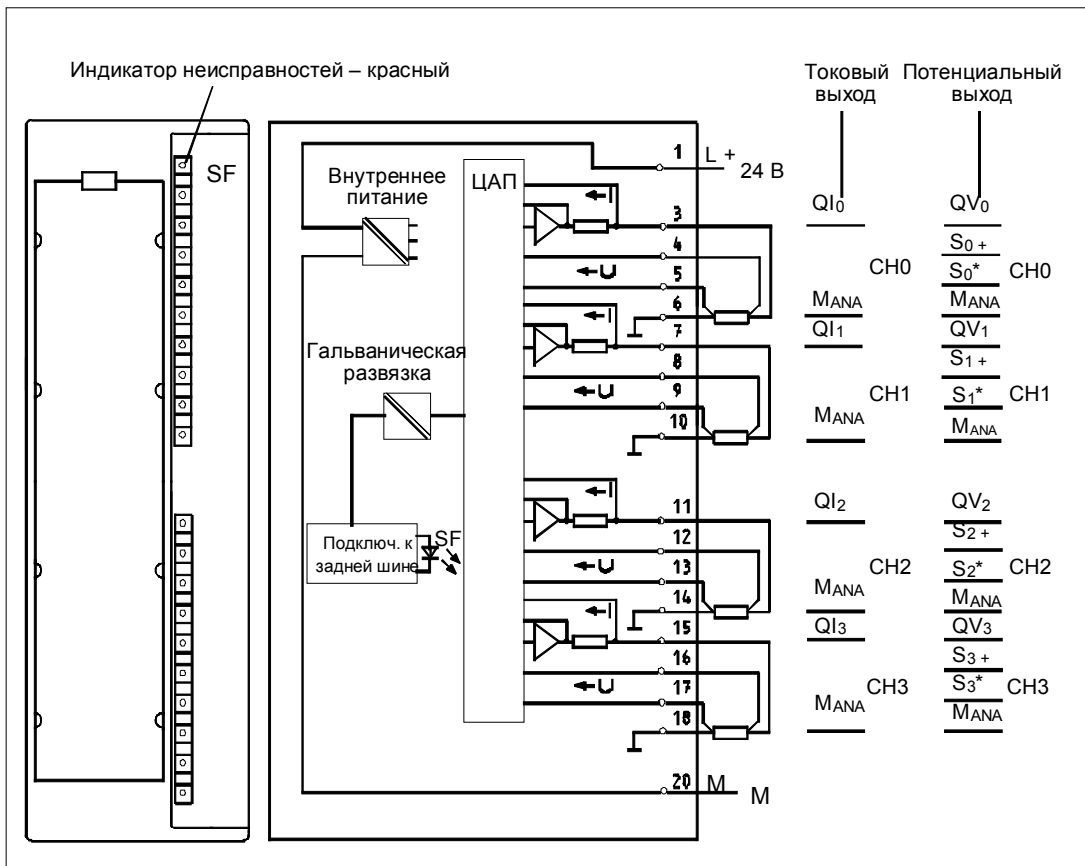 Индикатор неисправностей – красный
SF
Внутреннее
питание
ЦАП
Гальваническая
развязка
Подключ. к
задней шине
SF
1 L + 24 В
I
3
4
U
5
6
I
7
8
U
9
10
I
11
12
U
13
14
I
15
16
U
17
18
20 M M
Токовый
выход
QI0
CH0
MANA
QI1
CH1
MANA
QI2
CH2
MANA
QI3
CH3
MANA
Потенциальный
выход
QV0
S0 +
S0* CH0
MANA
QV1
S1 +
S1* CH1
MANA
QV2
S2 +
S2* CH2
MANA
QV3
S3 +
S3* CH3
MANA